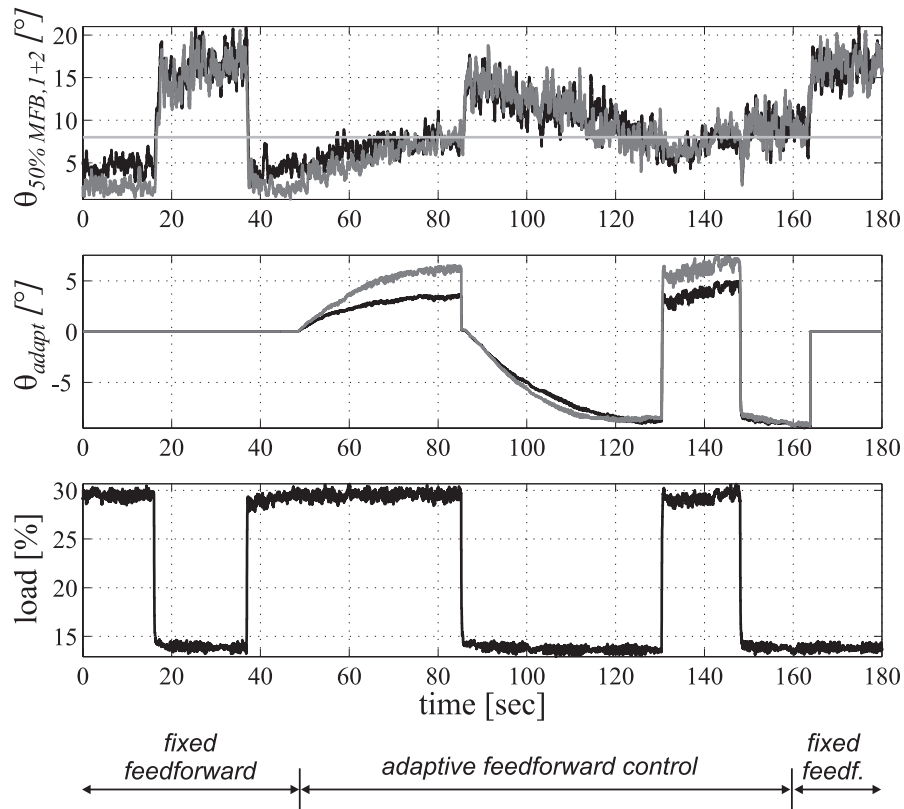 θ50% MFB,1+2 [°]
20
15
10
5
0 20 40 60 80 100 120 140 160 180
θadapt [°]
5
0
-5
0 20 40 60 80 100 120 140 160 180
load [%]
30
25
20
15
0 20 40 60 80 100 120 140 160 180
time [sec]
fixed
feedforward
adaptive feedforward control
fixed
feedf.